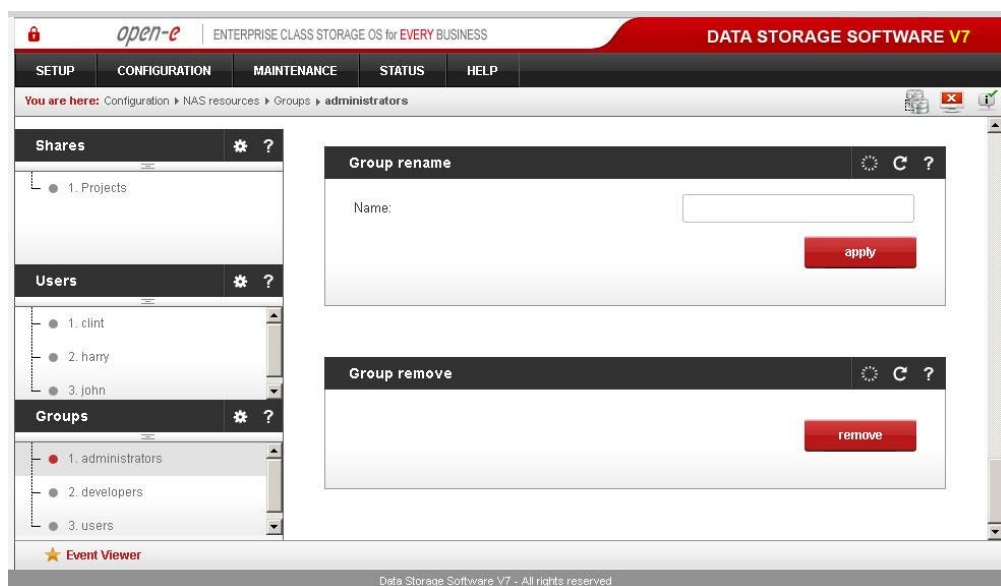 open-e ENTERPRISE CLASS STORAGE OS for EVERY BUSINESS
DATA STORAGE SOFTWARE V7
SETUP CONFIGURATION MAINTENANCE STATUS HELP
You are here: Configuration ▸ NAS resources ▸ Groups ▸ administrators
Shares ?
1. Projects
Users ?
1. clint
2. harry
3. john
Groups ?
1. administrators
2. developers
3. users
Group rename ?
Name:
apply
Group remove ?
remove
Event Viewer
Data Storage Software V7 - All rights reserved